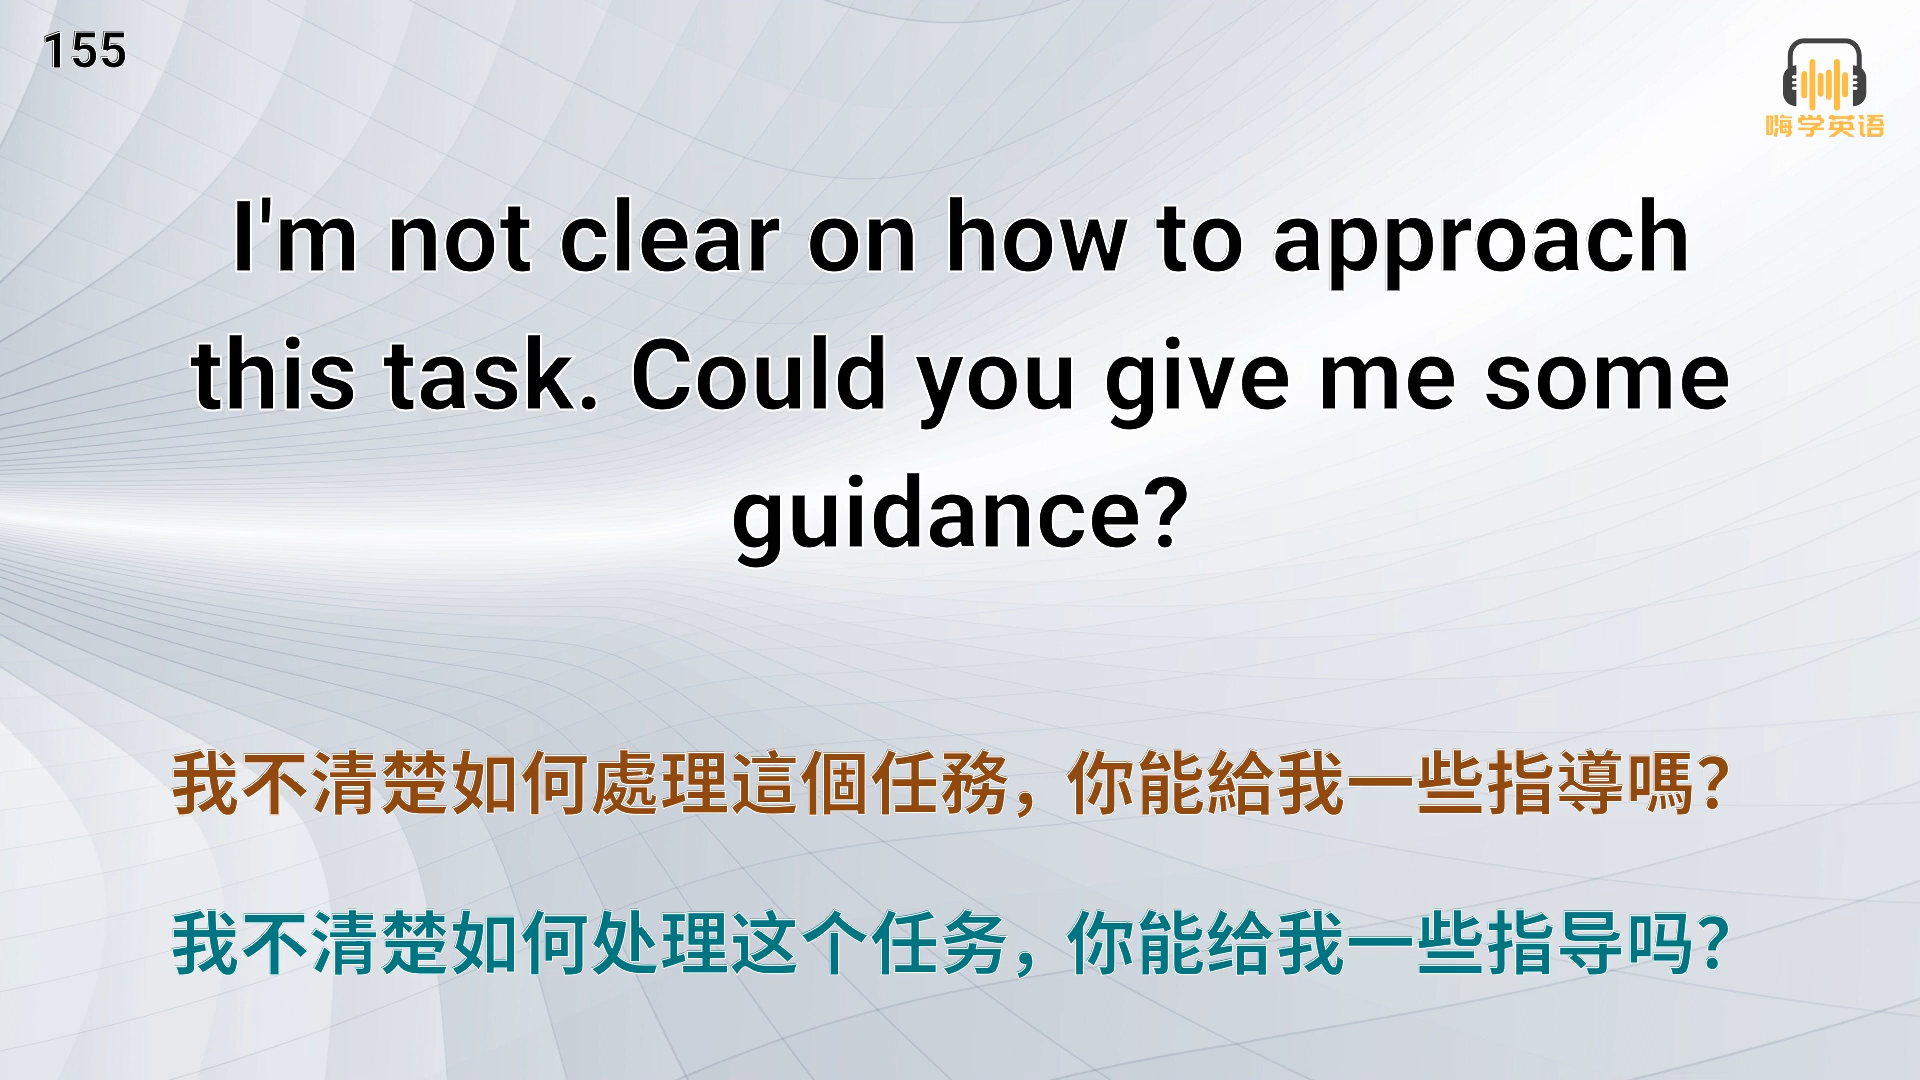 155
嗨学英语
I'm not clear on how to approach
this task. Could you give me some
guidance?
我不清楚如何處理這個任務，你能給我一些指導嗎？
我不清楚如何处理这个任务，你能给我一些指导吗？